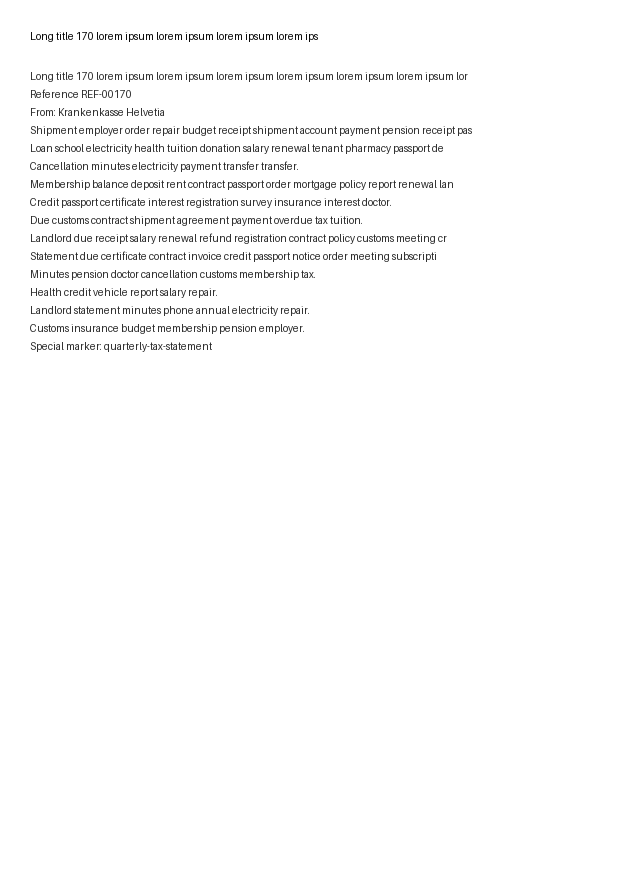 Long title 170 lorem ipsum lorem ipsum lorem ipsum lorem ips
Long title 170 lorem ipsum lorem ipsum lorem ipsum lorem ipsum lorem ipsum lorem ipsum lor
Reference REF-00170
From: Krankenkasse Helvetia
Shipment employer order repair budget receipt shipment account payment pension receipt pas
Loan school electricity health tuition donation salary renewal tenant pharmacy passport de
Cancellation minutes electricity payment transfer transfer.
Membership balance deposit rent contract passport order mortgage policy report renewal lan
Credit passport certificate interest registration survey insurance interest doctor.
Due customs contract shipment agreement payment overdue tax tuition.
Landlord due receipt salary renewal refund registration contract policy customs meeting cr
Statement due certificate contract invoice credit passport notice order meeting subscripti
Minutes pension doctor cancellation customs membership tax.
Health credit vehicle report salary repair.
Landlord statement minutes phone annual electricity repair.
Customs insurance budget membership pension employer.
Special marker: quarterly-tax-statement